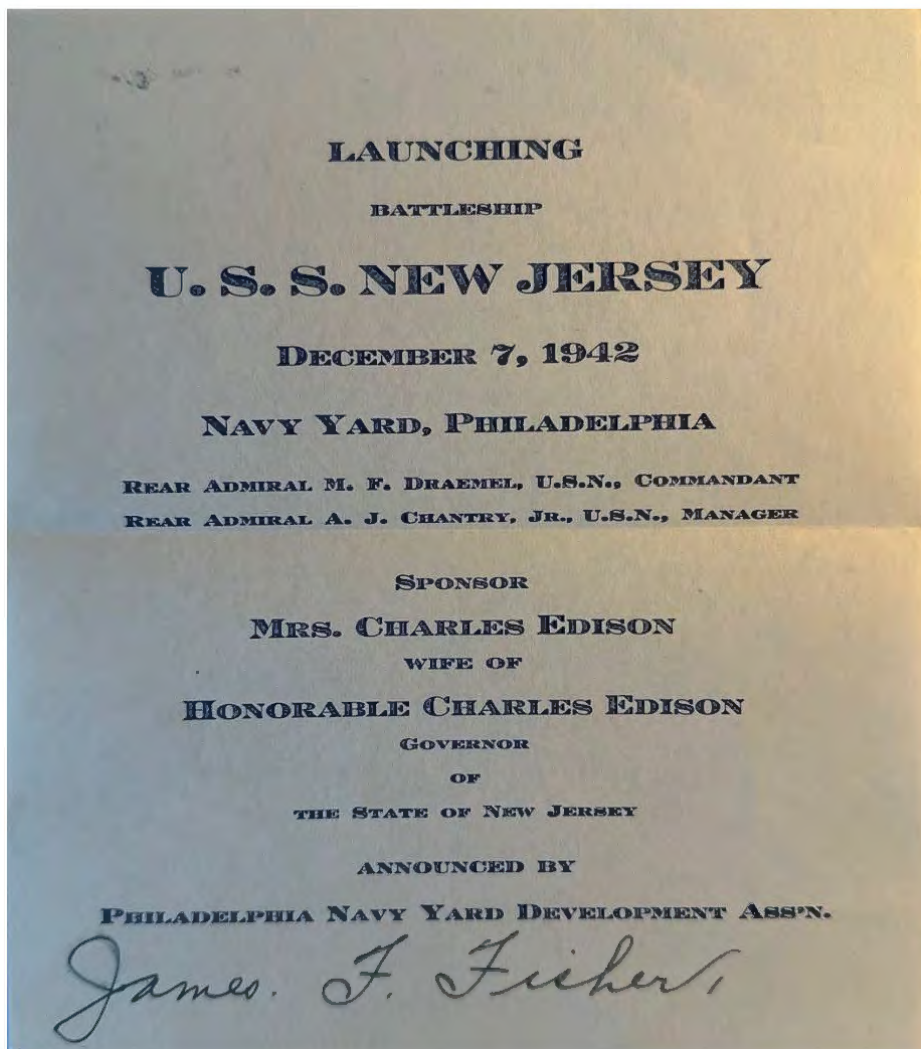 LAUNCHING
BATTLESHIP
U. S. S. NEW JERSEY
DECEMBER 7, 1942
NAVY YARD, PHILADELPHIA
REAR ADMIRAL M. F. DRAEMEL, U.S.N., COMMANDANT
REAR ADMIRAL A. J. CHANTRY, JR., U.S.N., MANAGER
SPONSOR
MRS. CHARLES EDISON
WIFE OF
HONORABLE CHARLES EDISON
GOVERNOR
OF
THE STATE OF NEW JERSEY
ANNOUNCED BY
PHILADELPHIA NAVY YARD DEVELOPMENT ASS'N.
James. F. Fisher,